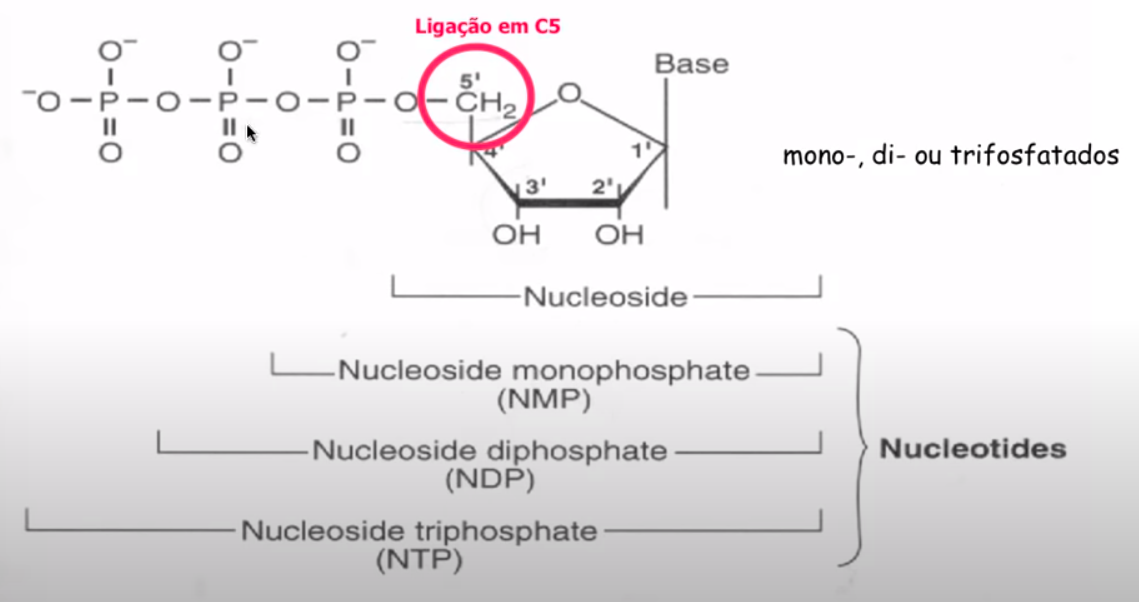 Ligação em C5
O⁻ O⁻ O⁻
⁻O–P–O–P–O–P–O–CH₂ O Base
O O O
5'
4' 1'
3' 2'
OH OH
mono-, di- ou trifosfatados
Nucleoside
Nucleoside monophosphate
(NMP)
Nucleoside diphosphate
(NDP)
Nucleotides
Nucleoside triphosphate
(NTP)